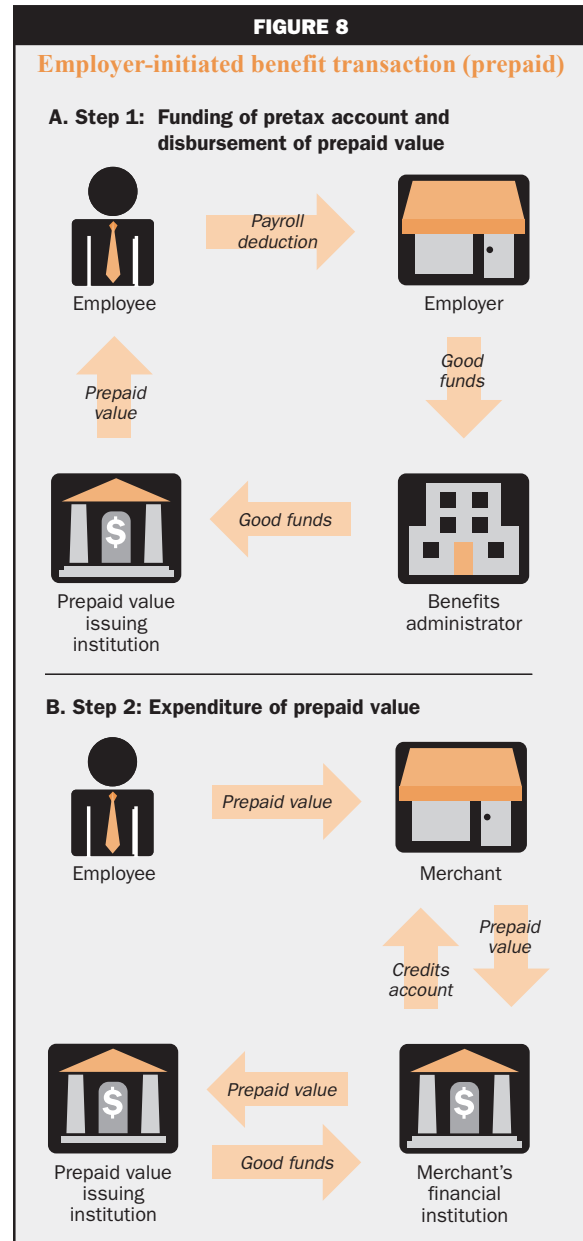 FIGURE 8
Employer-initiated benefit transaction (prepaid)
A. Step 1: Funding of pretax account and
disbursement of prepaid value
Payroll
deduction
Employee
Employer
Prepaid
value
Good
funds
$
Good funds
Prepaid value
issuing
institution
Benefits
administrator
B. Step 2: Expenditure of prepaid value
Prepaid value
Employee
Merchant
Credits
account
Prepaid
value
$
Prepaid value
Good funds
$
Prepaid value
issuing
institution
Merchant's
financial
institution